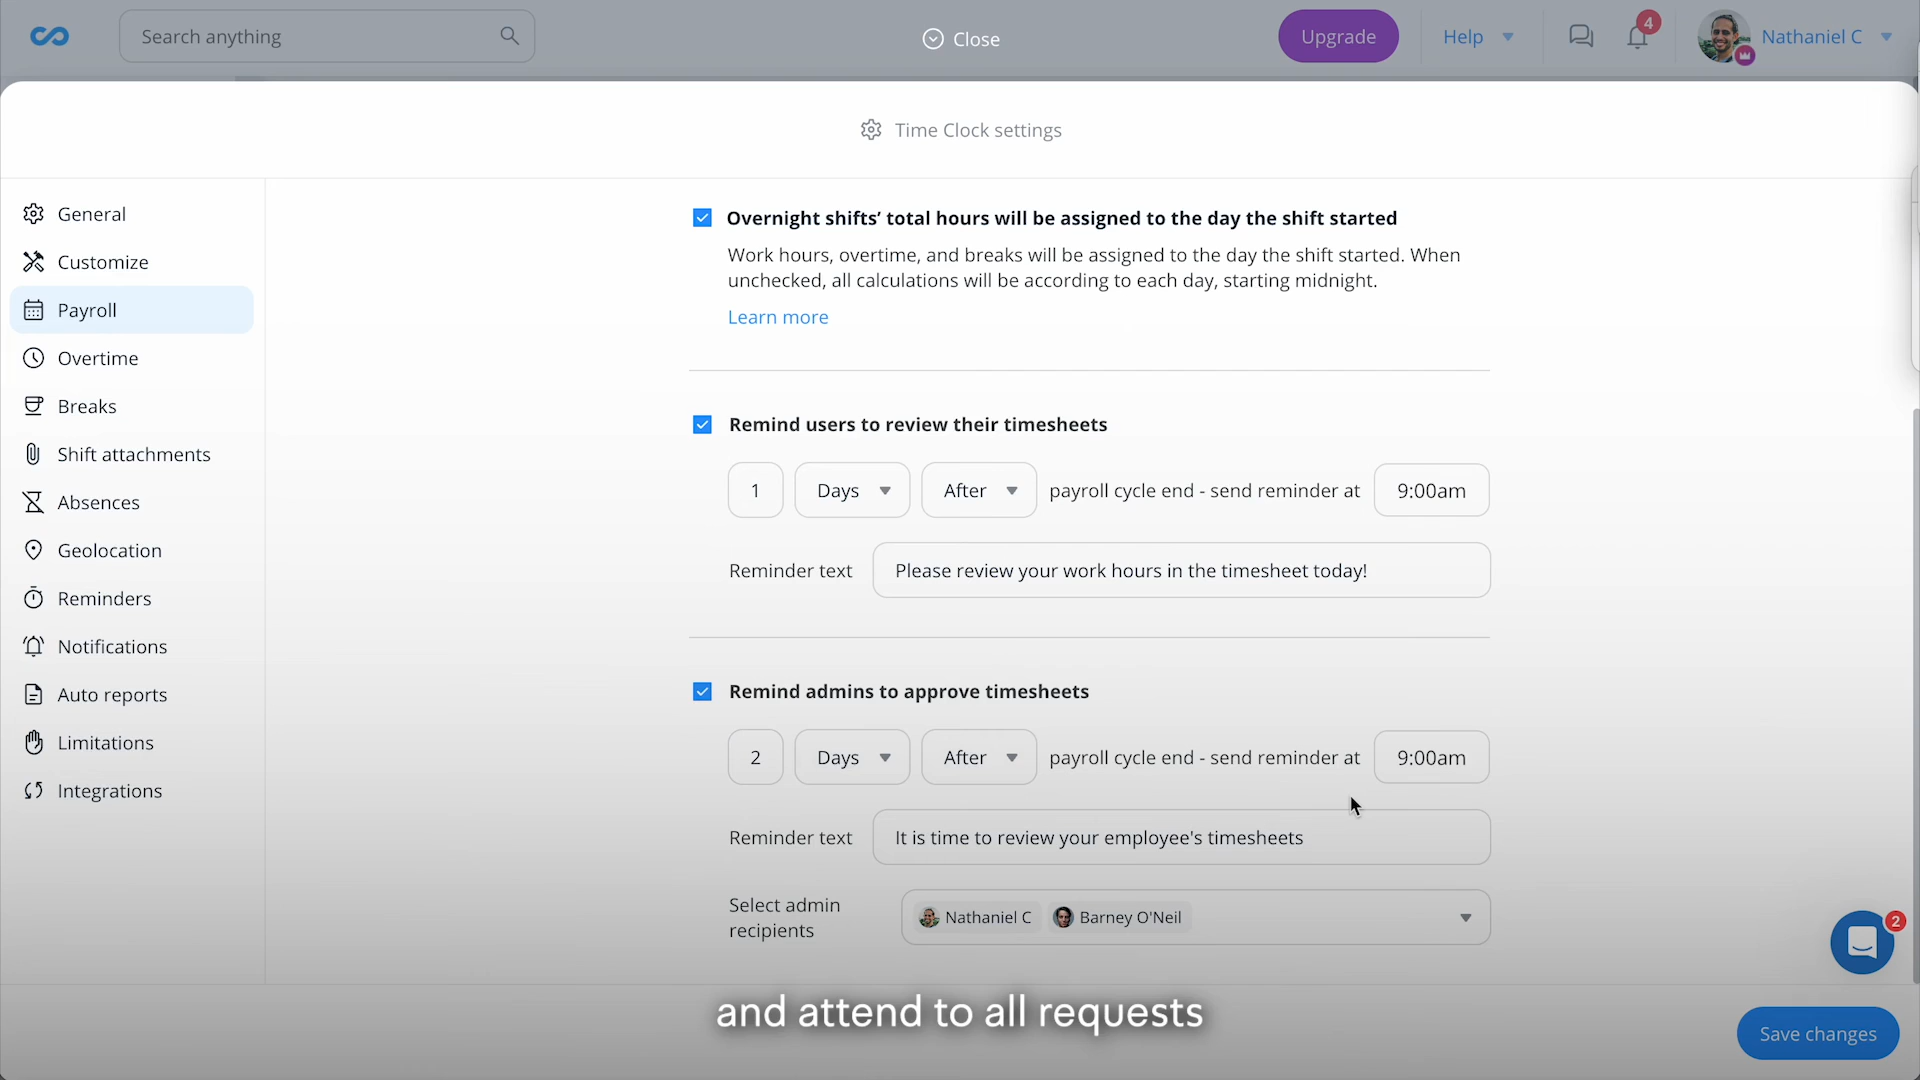 Search anything
Close
Upgrade
Help
4
Nathaniel C
Time Clock settings
General
Customize
Payroll
Overtime
Breaks
Shift attachments
Absences
Geolocation
Reminders
Notifications
Auto reports
Limitations
Integrations
Overnight shifts’ total hours will be assigned to the day the shift started
Work hours, overtime, and breaks will be assigned to the day the shift started. When
unchecked, all calculations will be according to each day, starting midnight.
Learn more
Remind users to review their timesheets
1 Days After payroll cycle end - send reminder at 9:00am
Reminder text Please review your work hours in the timesheet today!
Remind admins to approve timesheets
2 Days After payroll cycle end - send reminder at 9:00am
Reminder text It is time to review your employee's timesheets
Select admin
recipients
Nathaniel C Barney O'Neil
2
and attend to all requests
Save changes